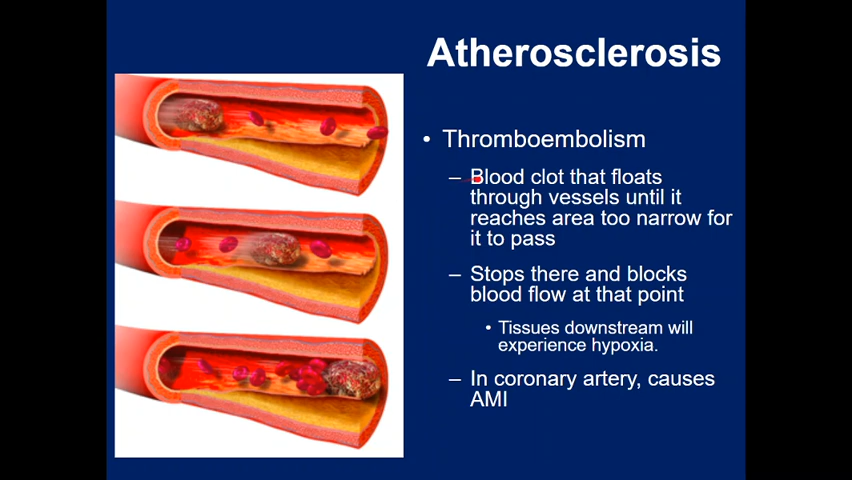 Atherosclerosis
• Thromboembolism
– Blood clot that floats
through vessels until it
reaches area too narrow for
it to pass
– Stops there and blocks
blood flow at that point
• Tissues downstream will
experience hypoxia.
– In coronary artery, causes
AMI